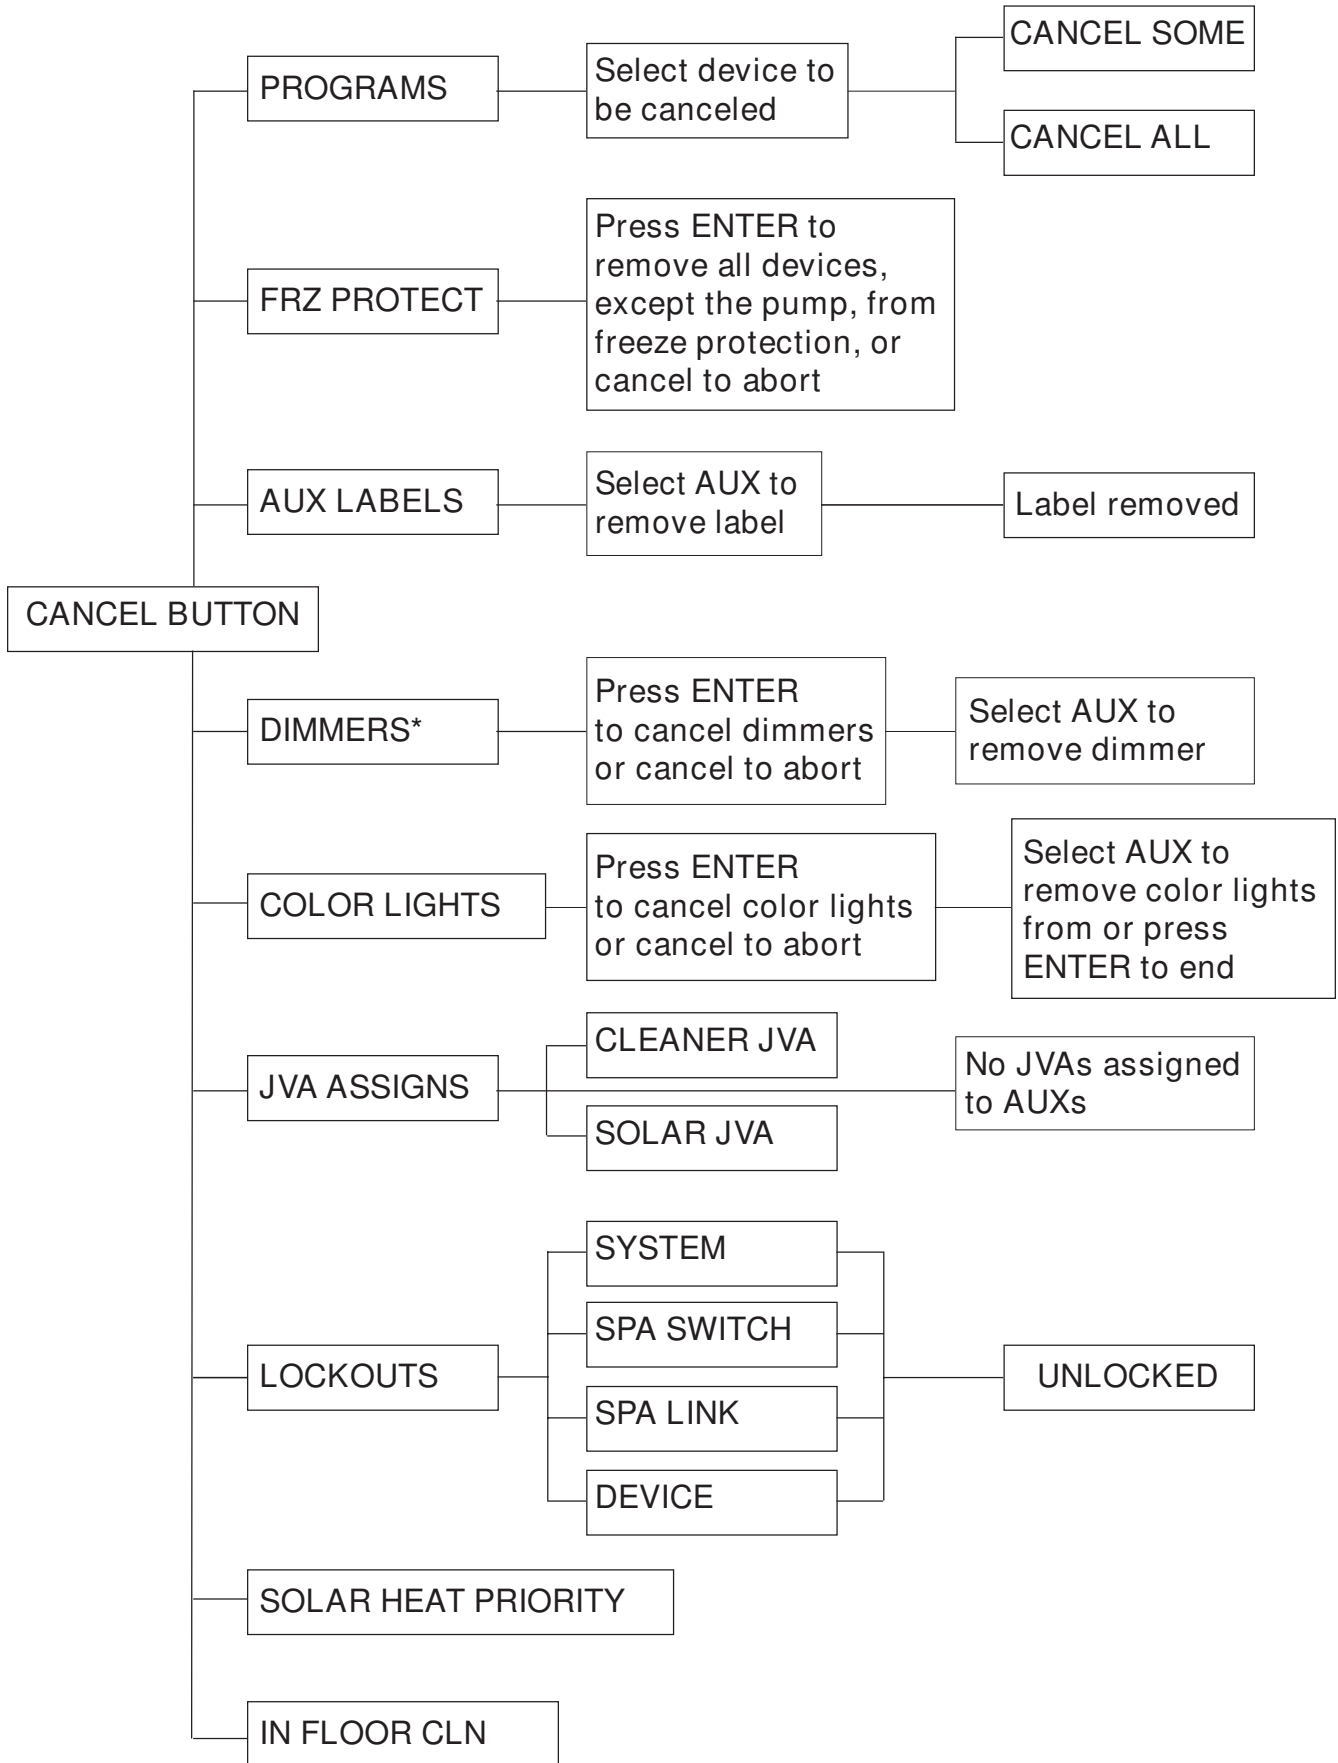 CANCEL SOME
PROGRAMS
Select device to
be canceled
CANCEL ALL
FRZ PROTECT
Press ENTER to
remove all devices,
except the pump, from
freeze protection, or
cancel to abort
AUX LABELS
Select AUX to
remove label
Label removed
CANCEL BUTTON
DIMMERS*
Press ENTER
to cancel dimmers
or cancel to abort
Select AUX to
remove dimmer
COLOR LIGHTS
Press ENTER
to cancel color lights
or cancel to abort
Select AUX to
remove color lights
from or press
ENTER to end
JVA ASSIGNS
CLEANER JVA
SOLAR JVA
No JVAs assigned
to AUXs
LOCKOUTS
SYSTEM
SPA SWITCH
SPA LINK
DEVICE
UNLOCKED
SOLAR HEAT PRIORITY
IN FLOOR CLN